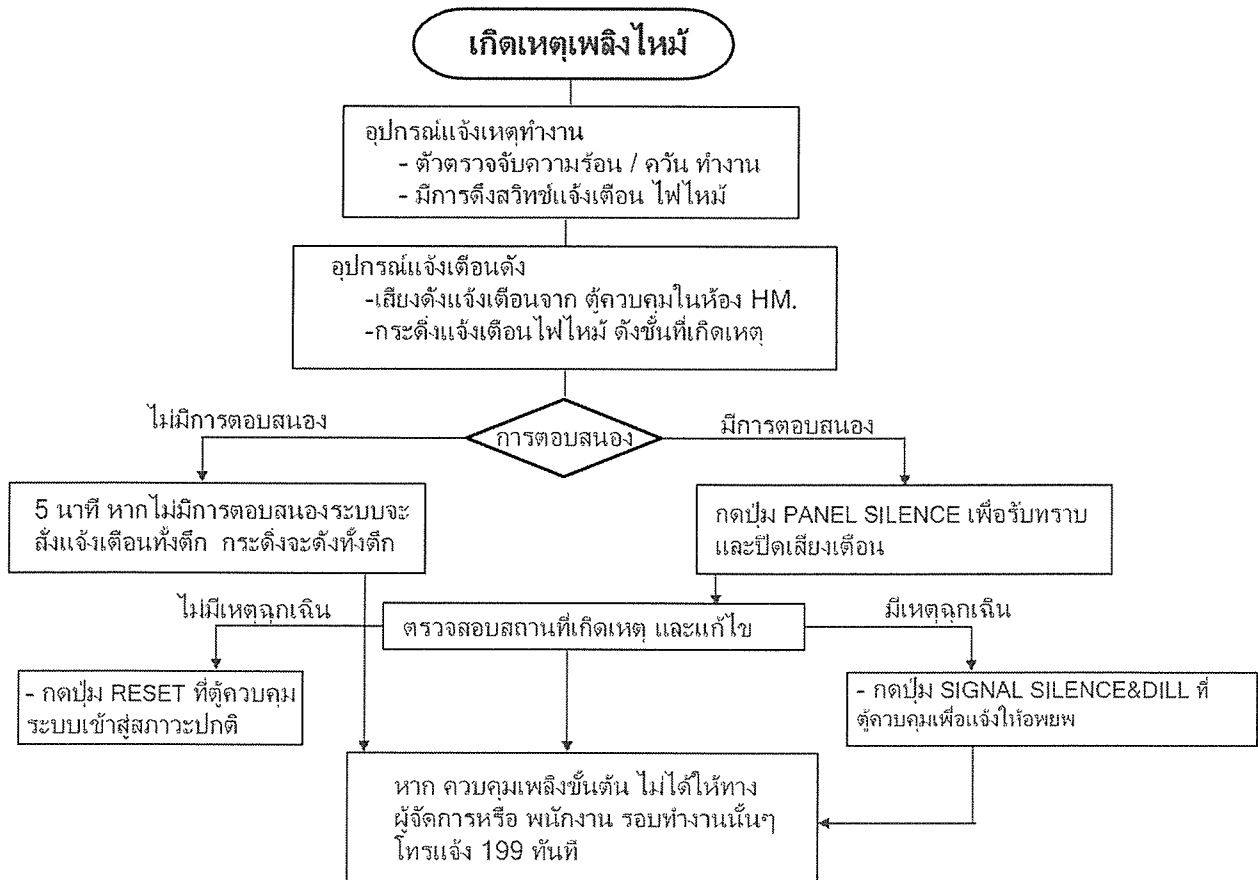 เกิดเหตุเพลิงไหม้
อุปกรณ์แจ้งเหตุทำงาน
- ตัวตรวจจับความร้อน / ควัน ทำงาน
- มีการดึงสวิทช์แจ้งเตือน ไฟไหม้
อุปกรณ์แจ้งเตือนดัง
-เสียงดังแจ้งเตือนจาก ตู้ควบคุมในห้อง HM.
-กระดิ่งแจ้งเตือนไฟไหม้ ดังชั้นที่เกิดเหตุ
ไม่มีการตอบสนอง
การตอบสนอง
มีการตอบสนอง
5 นาที หากไม่มีการตอบสนองระบบจะ
สั่งแจ้งเตือนทั้งตึก กระดิ่งจะดังทั้งตึก
กดปุ่ม PANEL SILENCE เพื่อรับทราบ
และปิดเสียงเตือน
ไม่มีเหตุฉุกเฉิน
ตรวจสอบสถานที่เกิดเหตุ และแก้ไข
มีเหตุฉุกเฉิน
- กดปุ่ม RESET ที่ตู้ควบคุม
ระบบเข้าสู่สภาวะปกติ
- กดปุ่ม SIGNAL SILENCE&DILL ที่
ตู้ควบคุมเพื่อแจ้งให้อพยพ
หาก ควบคุมเพลิงขั้นต้น ไม่ได้ให้ทาง
ผู้จัดการหรือ พนักงาน รอบทำงานนั้นๆ
โทรแจ้ง 199 ทันที